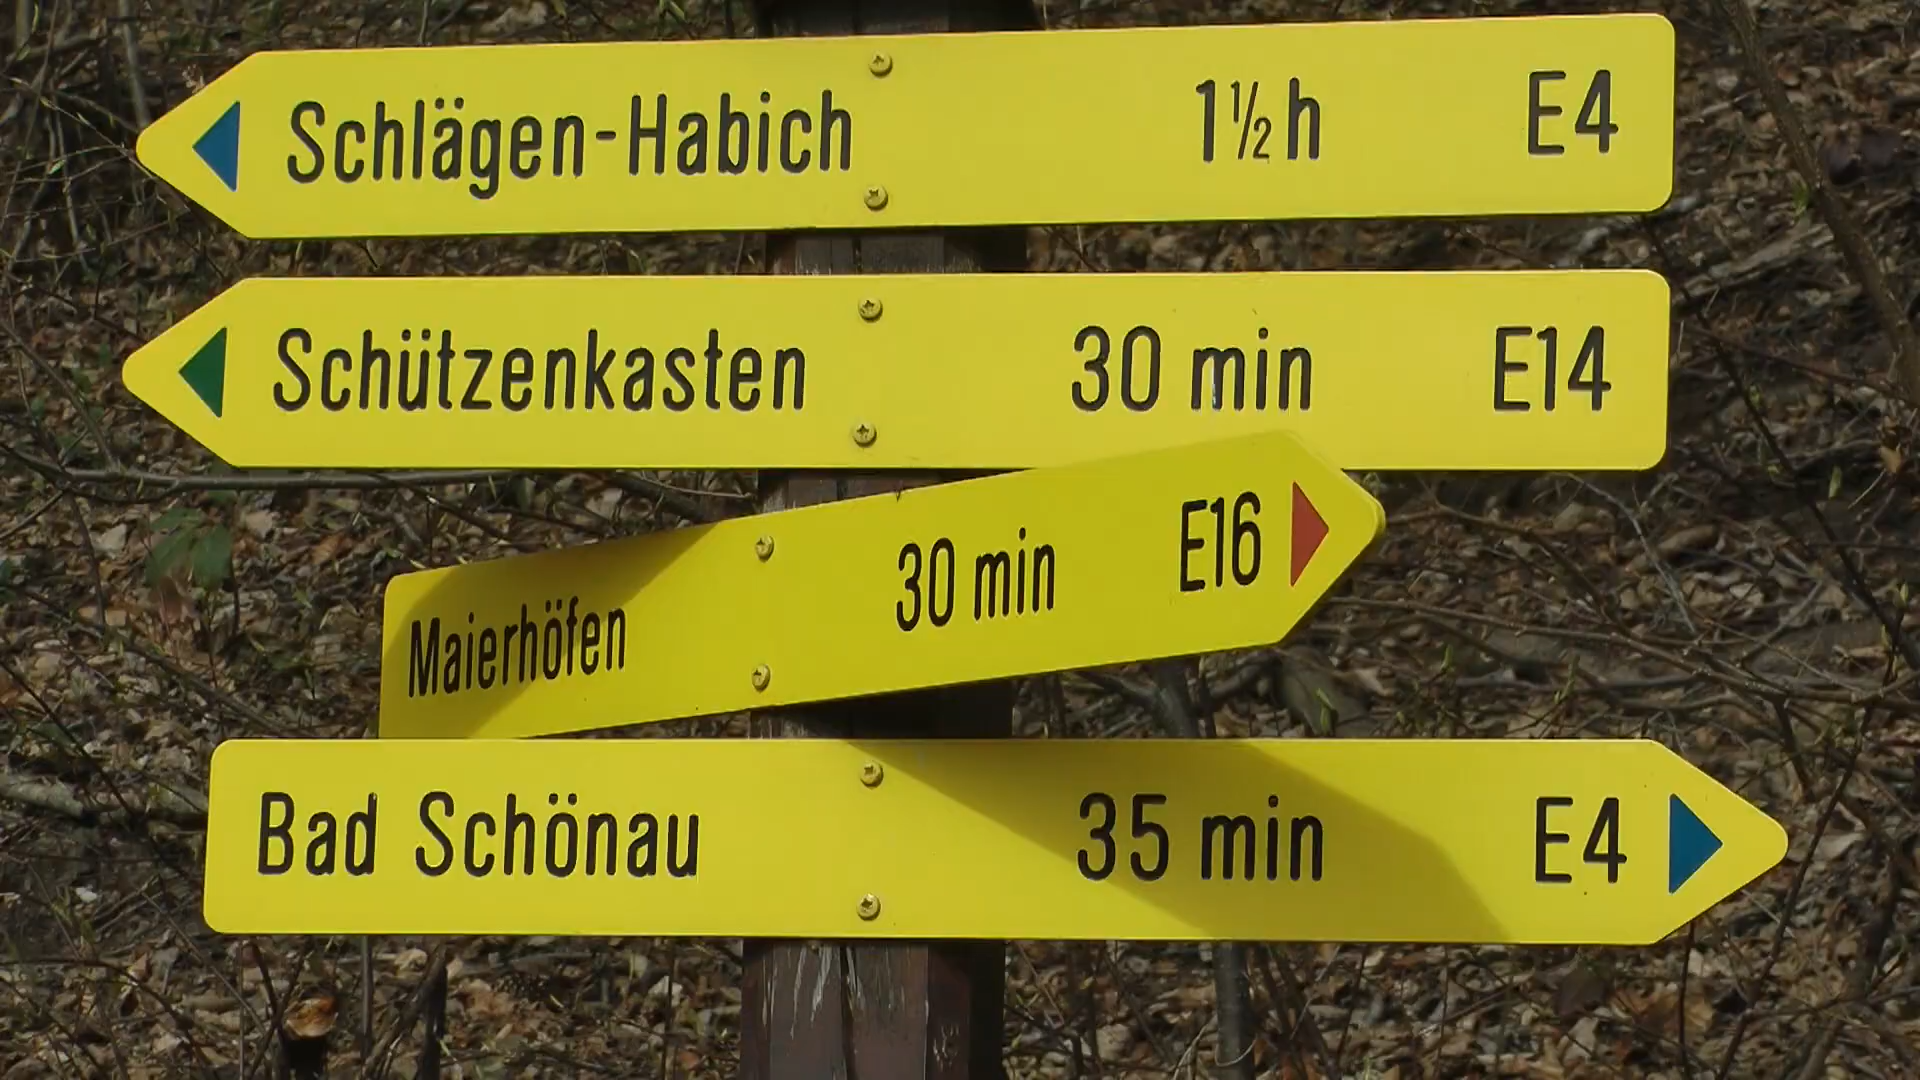 Schlägen-Habich 1½ h E4
Schützenkasten 30 min E14
Maierhöfen 30 min E16
Bad Schönau 35 min E4